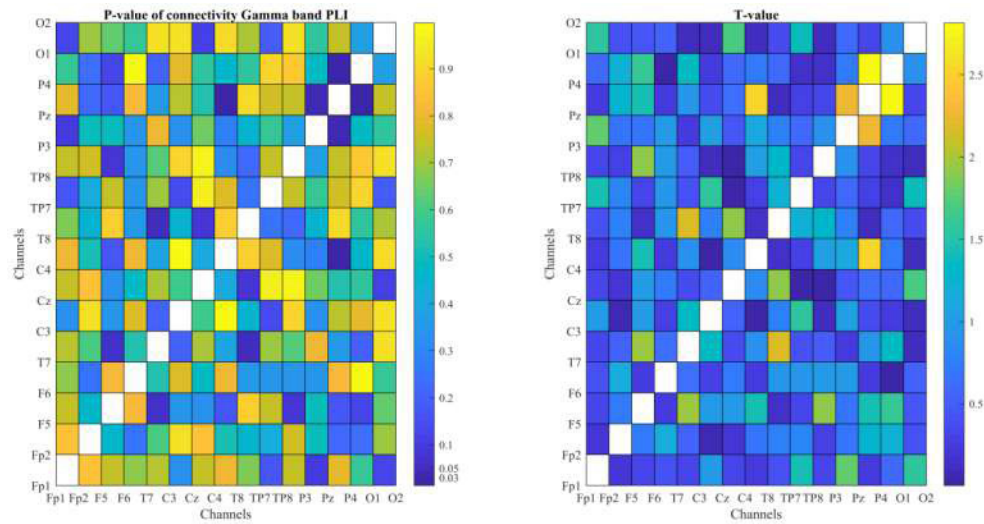 P-value of connectivity Gamma band PLI
O2
O1
P4
Pz
P3
TP8
TP7
T8
C4
Cz
C3
T7
F6
F5
Fp2
Fp1
Channels
Fp1 Fp2 F5 F6 T7 C3 Cz C4 T8 TP7 TP8 P3 Pz P4 O1 O2
Channels
0.9
0.8
0.7
0.6
0.5
0.4
0.3
0.2
0.1
0.05
0.03
T-value
O2
O1
P4
Pz
P3
TP8
TP7
T8
C4
Cz
C3
T7
F6
F5
Fp2
Fp1
Channels
Fp1 Fp2 F5 F6 T7 C3 Cz C4 T8 TP7 TP8 P3 Pz P4 O1 O2
Channels
2.5
2
1.5
1
0.5